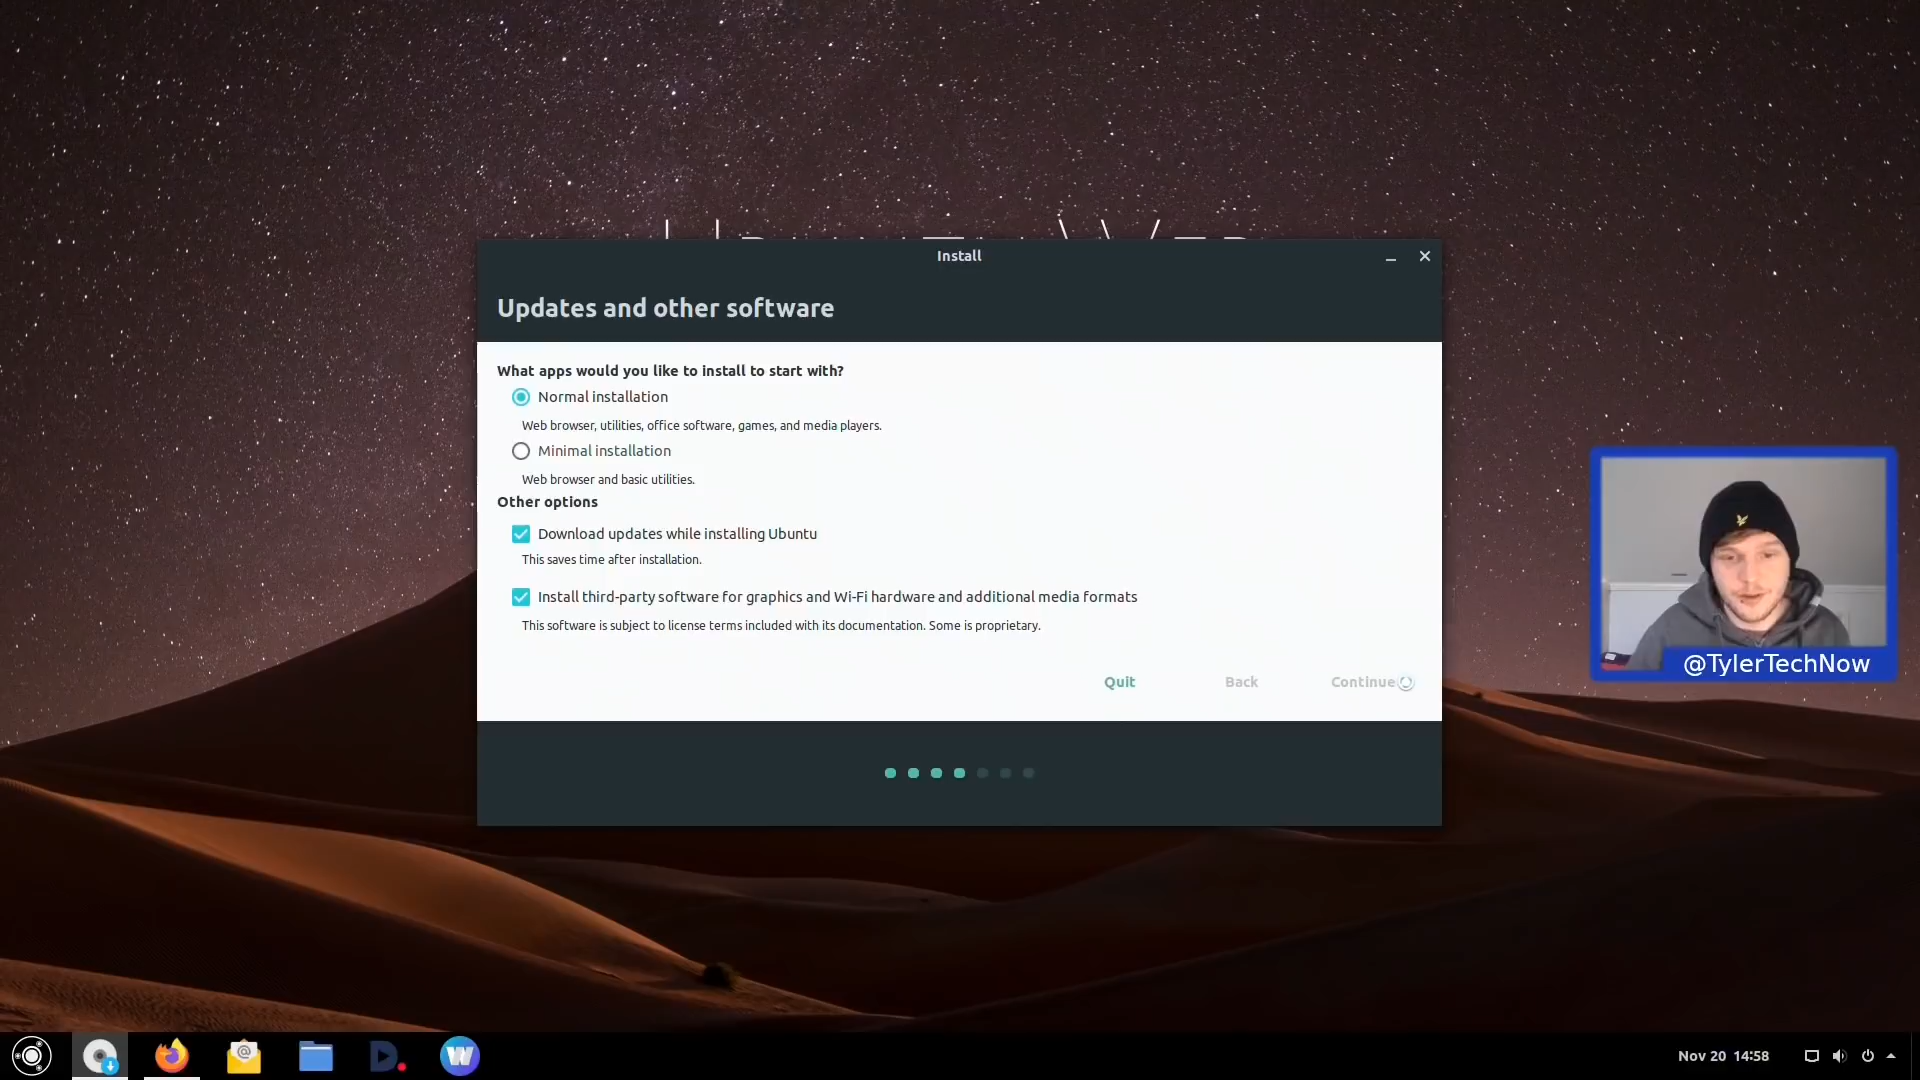 Install
Updates and other software
What apps would you like to install to start with?
Normal installation
Web browser, utilities, office software, games, and media players.
Minimal installation
Web browser and basic utilities.
Other options
Download updates while installing Ubuntu
This saves time after installation.
Install third-party software for graphics and Wi-Fi hardware and additional media formats
This software is subject to license terms included with its documentation. Some is proprietary.
Quit
Back
Continue
@TylerTechNow
Nov 20 14:58